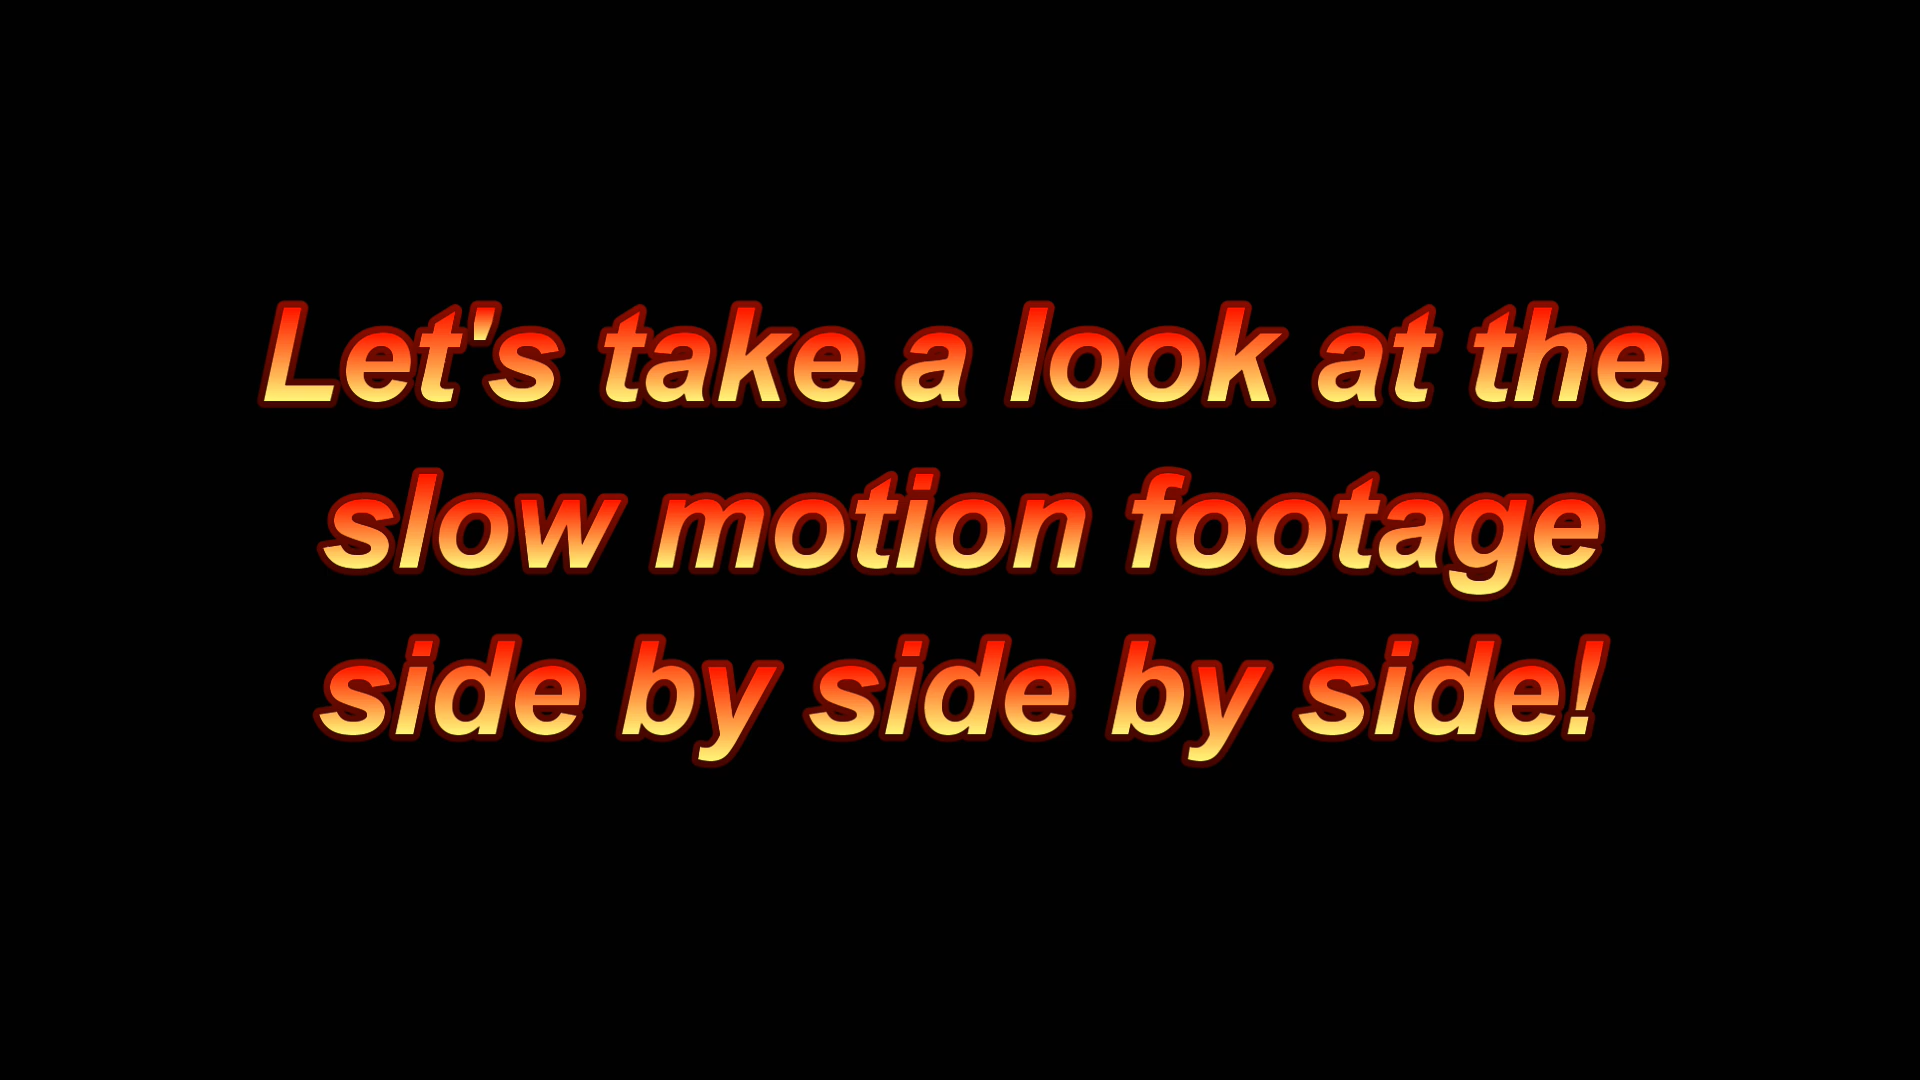 Let's take a look at the
slow motion footage
side by side by side!